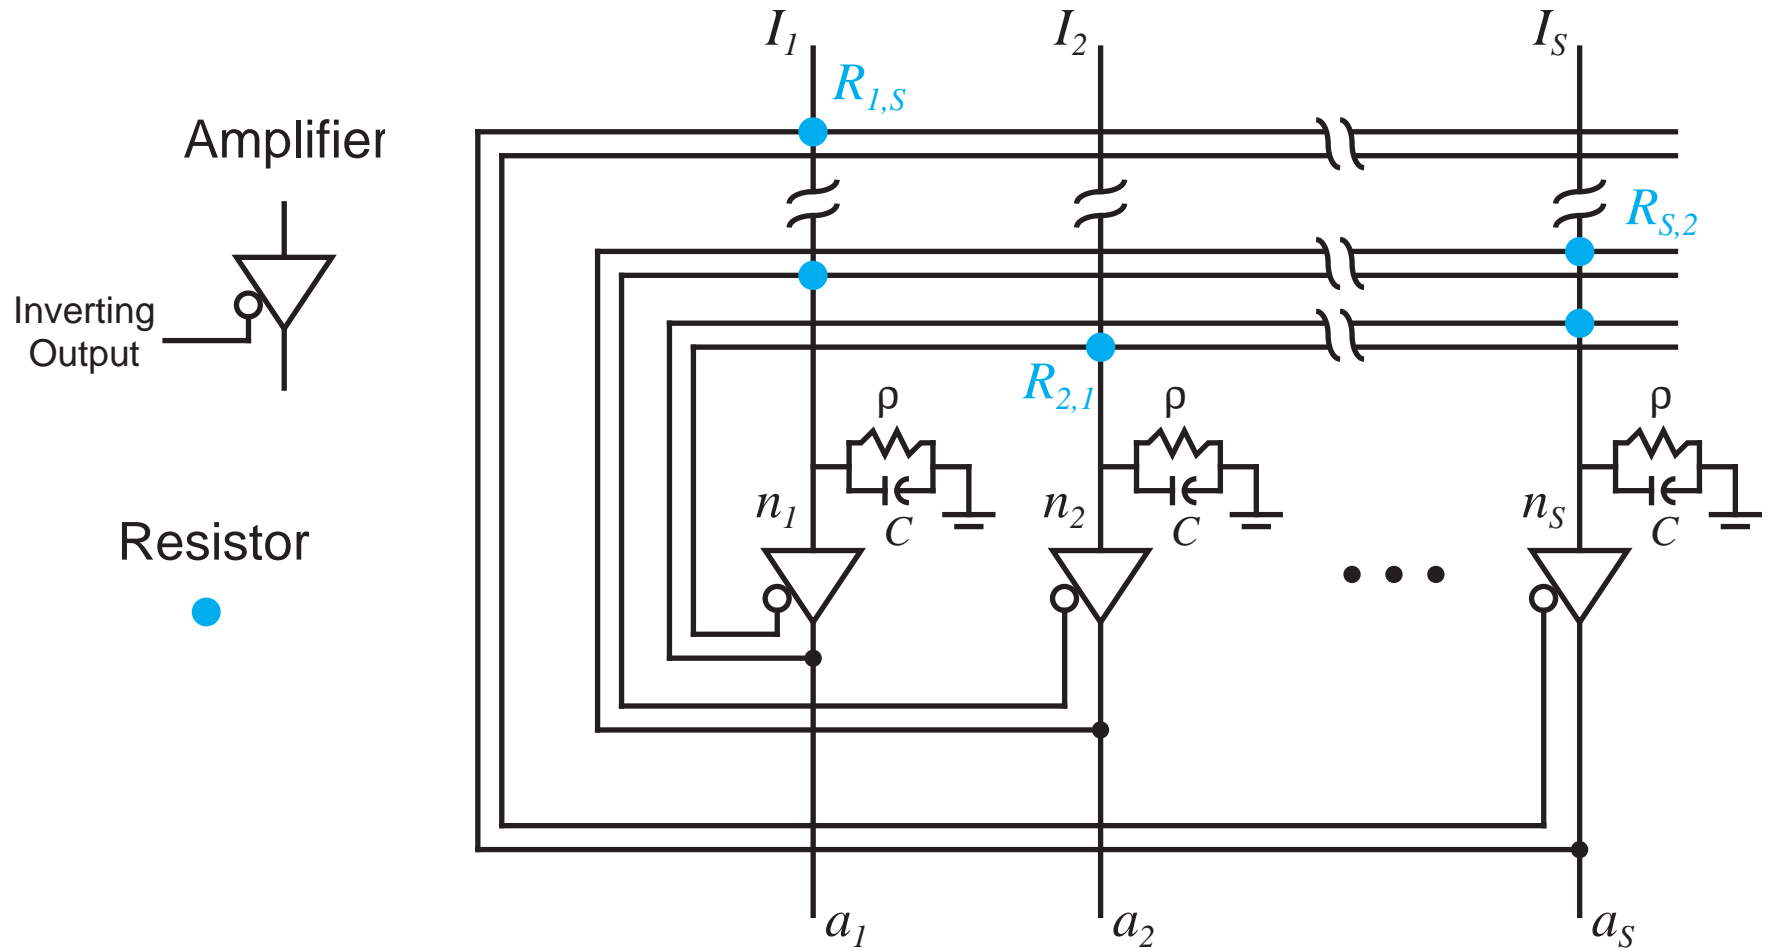 I1 I2 IS
R1,S
Amplifier
RS,2
Inverting
Output
R2,1
ρ ρ ρ
n1 C n2 C nS C
Resistor
a1 a2 aS